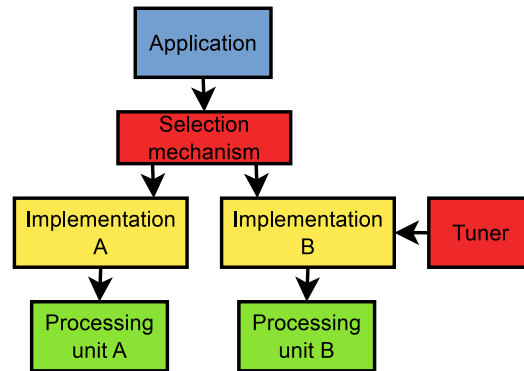 Application
Selection
mechanism
Implementation
A
Implementation
B
Tuner
Processing
unit A
Processing
unit B